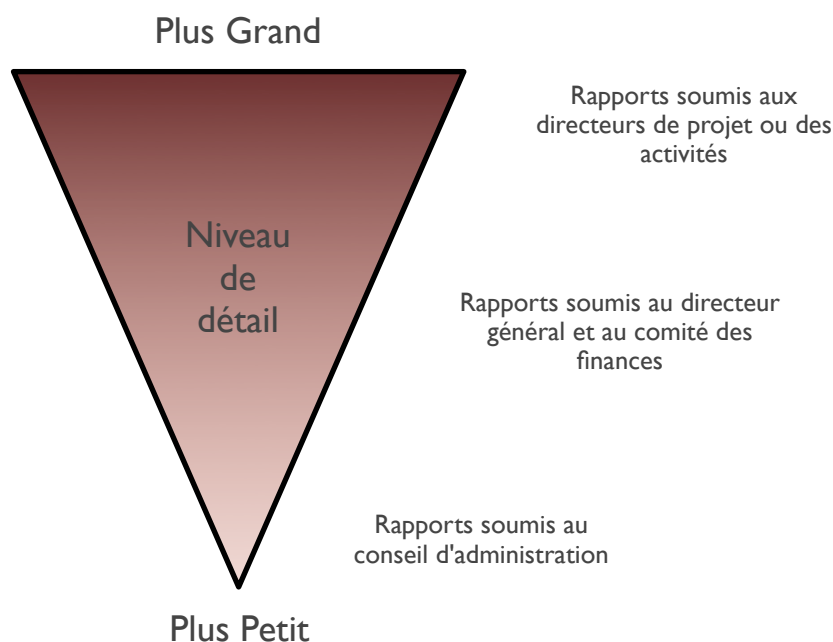 Plus Grand
Rapports soumis aux
directeurs de projet ou des
activités
Niveau
de
détail
Rapports soumis au directeur
général et au comité des
finances
Rapports soumis au
conseil d'administration
Plus Petit